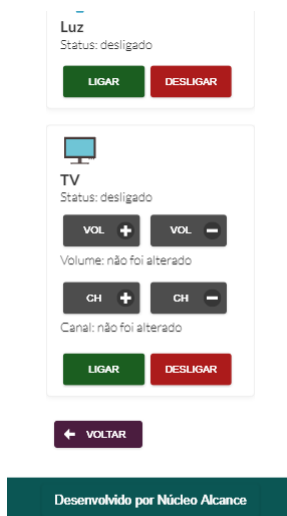 Luz
Status: desligado
LIGAR DESLIGAR
TV
Status: desligado
VOL + VOL -
Volume: não foi alterado
CH + CH -
Canal: não foi alterado
LIGAR DESLIGAR
VOLTAR
Desenvolvido por Núcleo Alcance